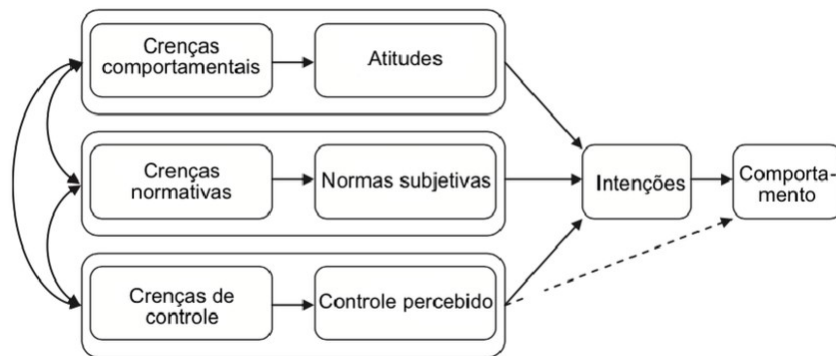 Crenças
comportamentais
Atitudes
Crenças
normativas
Normas subjetivas
Intenções
Comporta-
mento
Crenças de
controle
Controle percebido